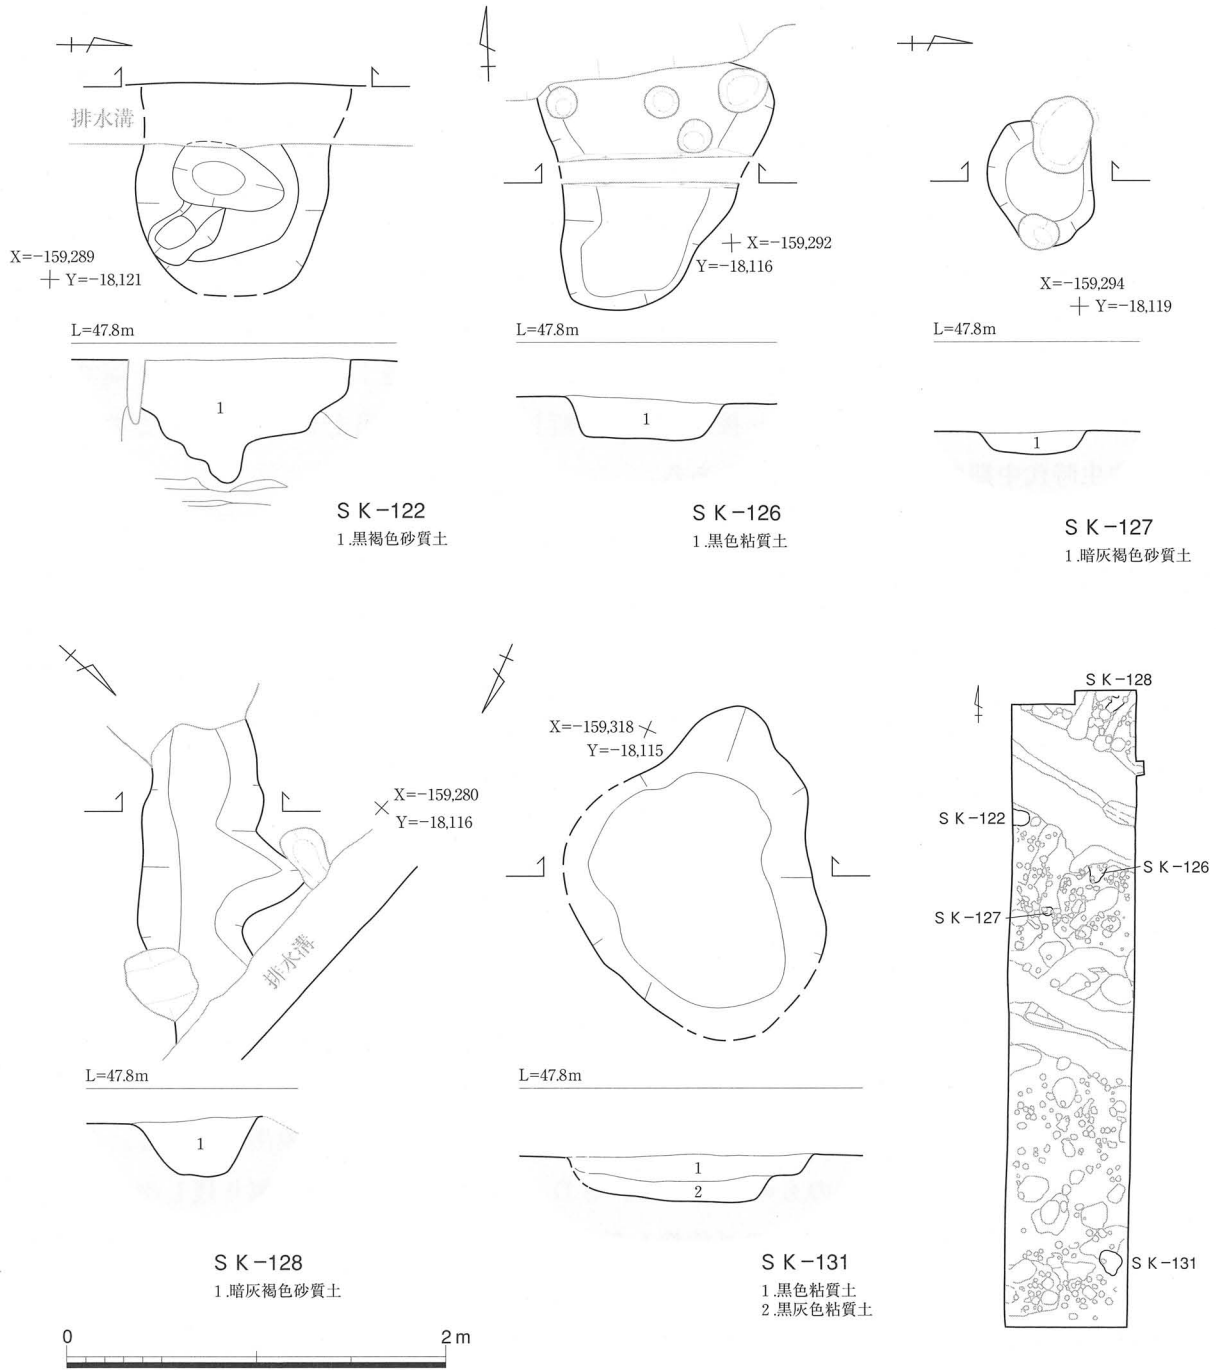 排水溝
X=−159,289
Y=−18,121
L=47.8m
1
SK−122
1.黒褐色砂質土
X=−159,292
Y=−18,116
L=47.8m
1
SK−126
1.黒色粘質土
X=−159,294
Y=−18,119
L=47.8m
1
SK−127
1.暗灰褐色砂質土
X=−159,280
Y=−18,116
排水溝
L=47.8m
1
SK−128
1.暗灰褐色砂質土
X=−159,318
Y=−18,115
L=47.8m
1
2
SK−131
1.黒色粘質土
2.黒灰色粘質土
SK−128
SK−122
SK−126
SK−127
SK−131
0 2m